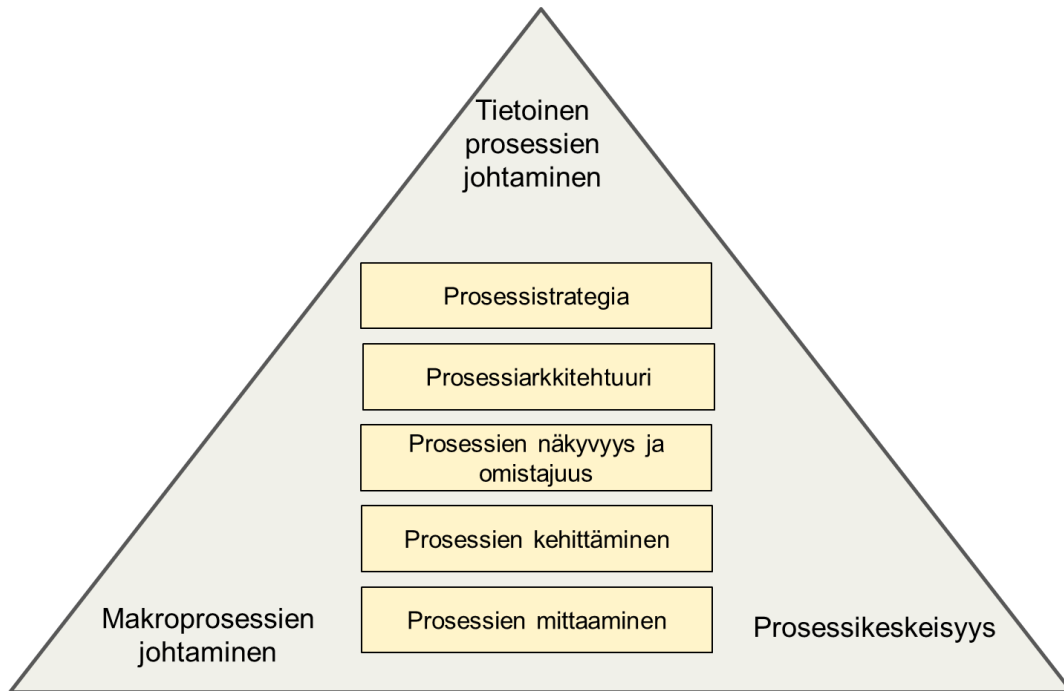 Tietoinen
prosessien
johtaminen
Prosessistrategia
Prosessiarkkitehtuuri
Prosessien näkyvyys ja
omistajuus
Prosessien kehittäminen
Makroprosessien
johtaminen
Prosessien mittaaminen
Prosessikeskeisyys